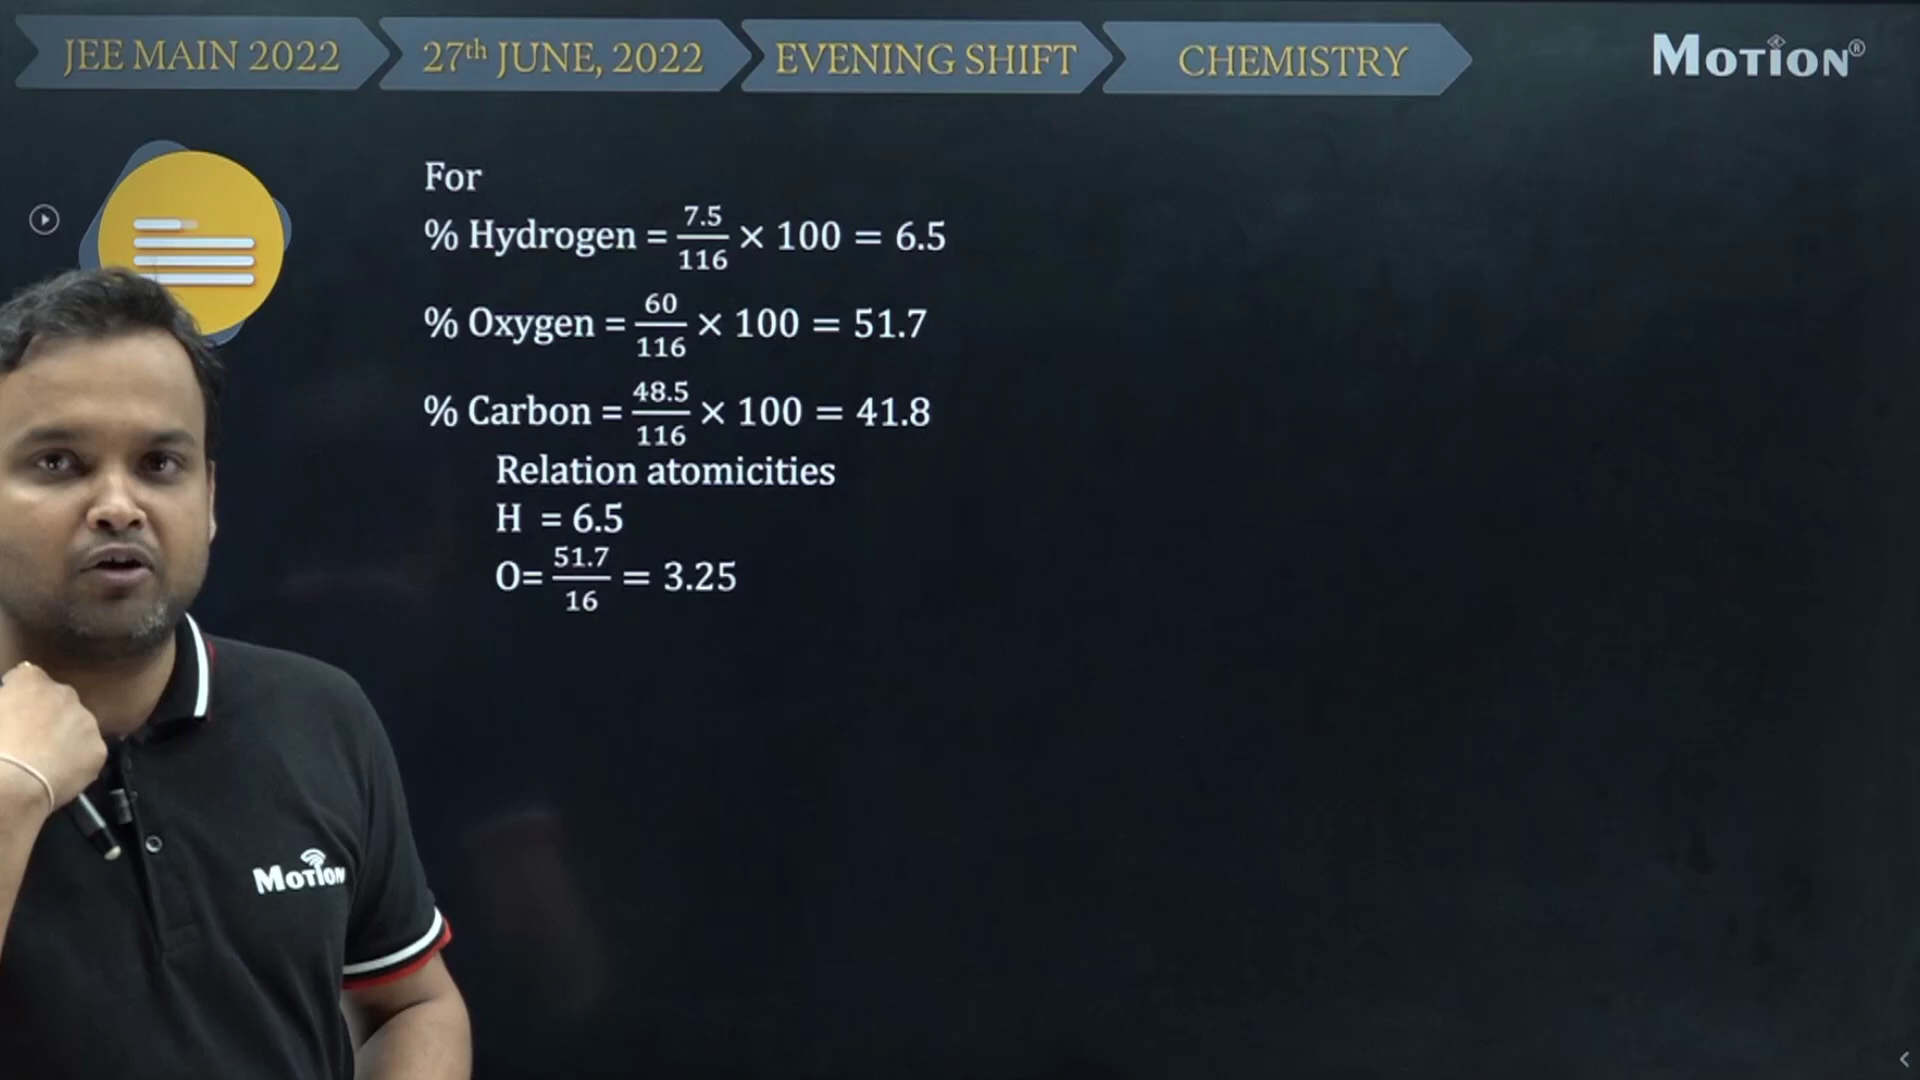 JEE MAIN 2022
27th JUNE, 2022
EVENING SHIFT
CHEMISTRY
MOTION®
For
% Hydrogen = 7.5/116 × 100 = 6.5
% Oxygen = 60/116 × 100 = 51.7
% Carbon = 48.5/116 × 100 = 41.8
Relation atomicities
H = 6.5
O= 51.7/16 = 3.25
MOTION